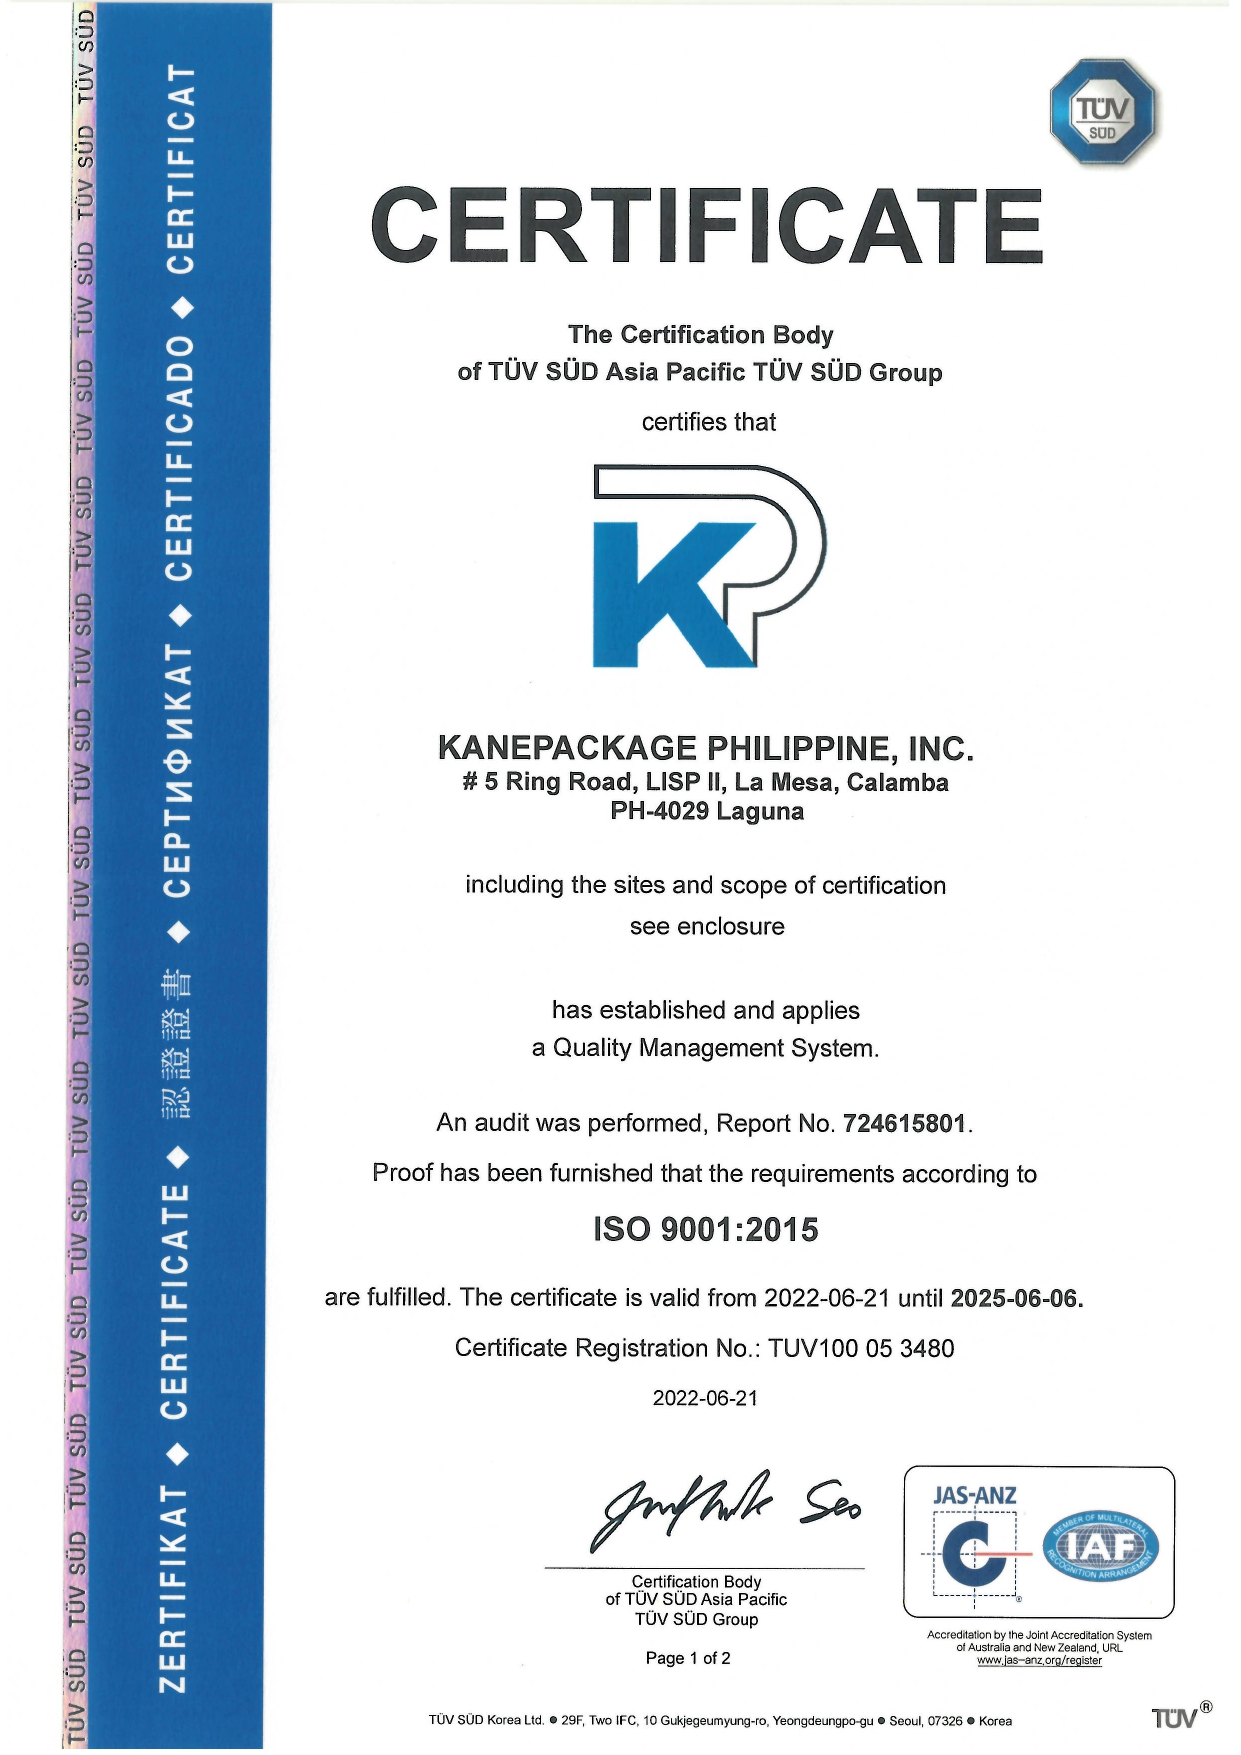 TÜV SÜD TÜV SÜD TÜV SÜD TÜV SÜD TÜV SÜD TÜV SÜD TÜV SÜD TÜV SÜD TÜV SÜD TÜV SÜD TÜV SÜD TÜV SÜD TÜV SÜD TÜV SÜD TÜV SÜD
ZERTIFIKAT ◆ CERTIFICATE ◆ 認證證書 ◆ СЕРТИФИКАТ ◆ CERTIFICADO ◆ CERTIFICAT
TÜV
SÜD
CERTIFICATE
The Certification Body
of TÜV SÜD Asia Pacific TÜV SÜD Group
certifies that
KP
KANEPACKAGE PHILIPPINE, INC.
# 5 Ring Road, LISP II, La Mesa, Calamba
PH-4029 Laguna
including the sites and scope of certification
see enclosure
has established and applies
a Quality Management System.
An audit was performed, Report No. 724615801.
Proof has been furnished that the requirements according to
ISO 9001:2015
are fulfilled. The certificate is valid from 2022-06-21 until 2025-06-06.
Certificate Registration No.: TUV100 05 3480
2022-06-21
Seo
Certification Body
of TÜV SÜD Asia Pacific
TÜV SÜD Group
Page 1 of 2
JAS-ANZ
®
MEMBER OF MULTILATERAL
IAF
RECOGNITION ARRANGEMENT
Accreditation by the Joint Accreditation System
of Australia and New Zealand, URL
www.jas-anz.org/register
TÜV SÜD Korea Ltd. ● 29F, Two IFC, 10 Gukjegeumyung-ro, Yeongdeungpo-gu ● Seoul, 07326 ● Korea
TÜV®